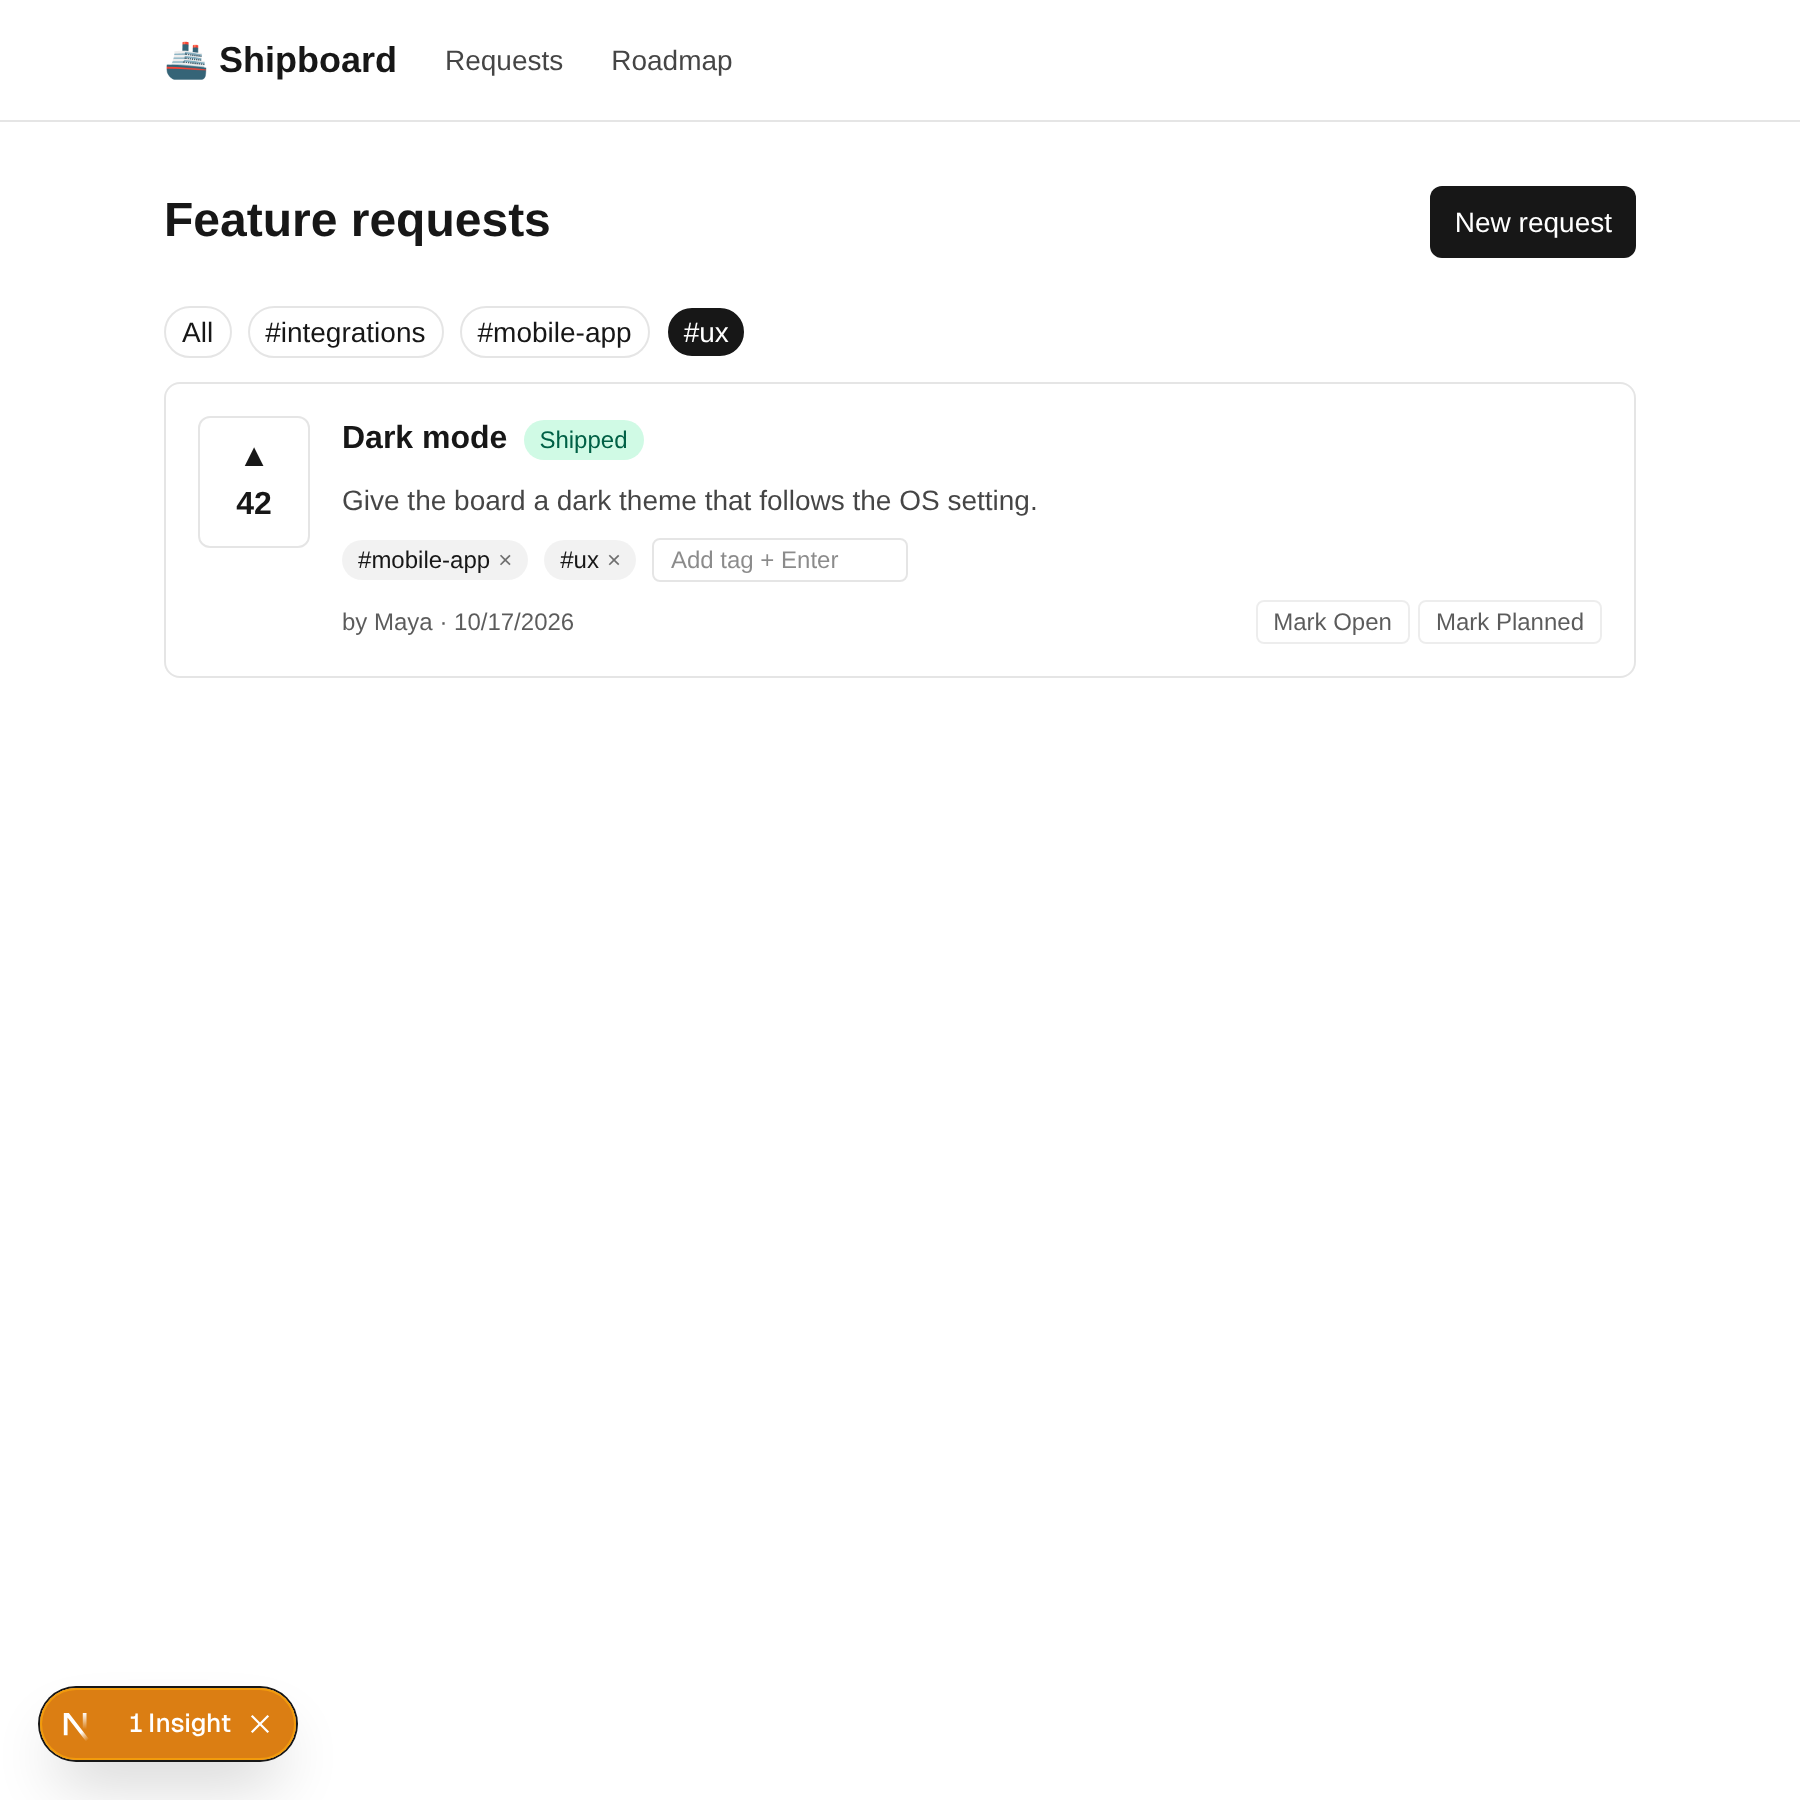 Shipboard Requests Roadmap
Feature requests
New request
All #integrations #mobile-app #ux
▲
42
Dark mode Shipped
Give the board a dark theme that follows the OS setting.
#mobile-app × #ux × Add tag + Enter
by Maya · 10/17/2026
Mark Open Mark Planned
N 1 Insight ×